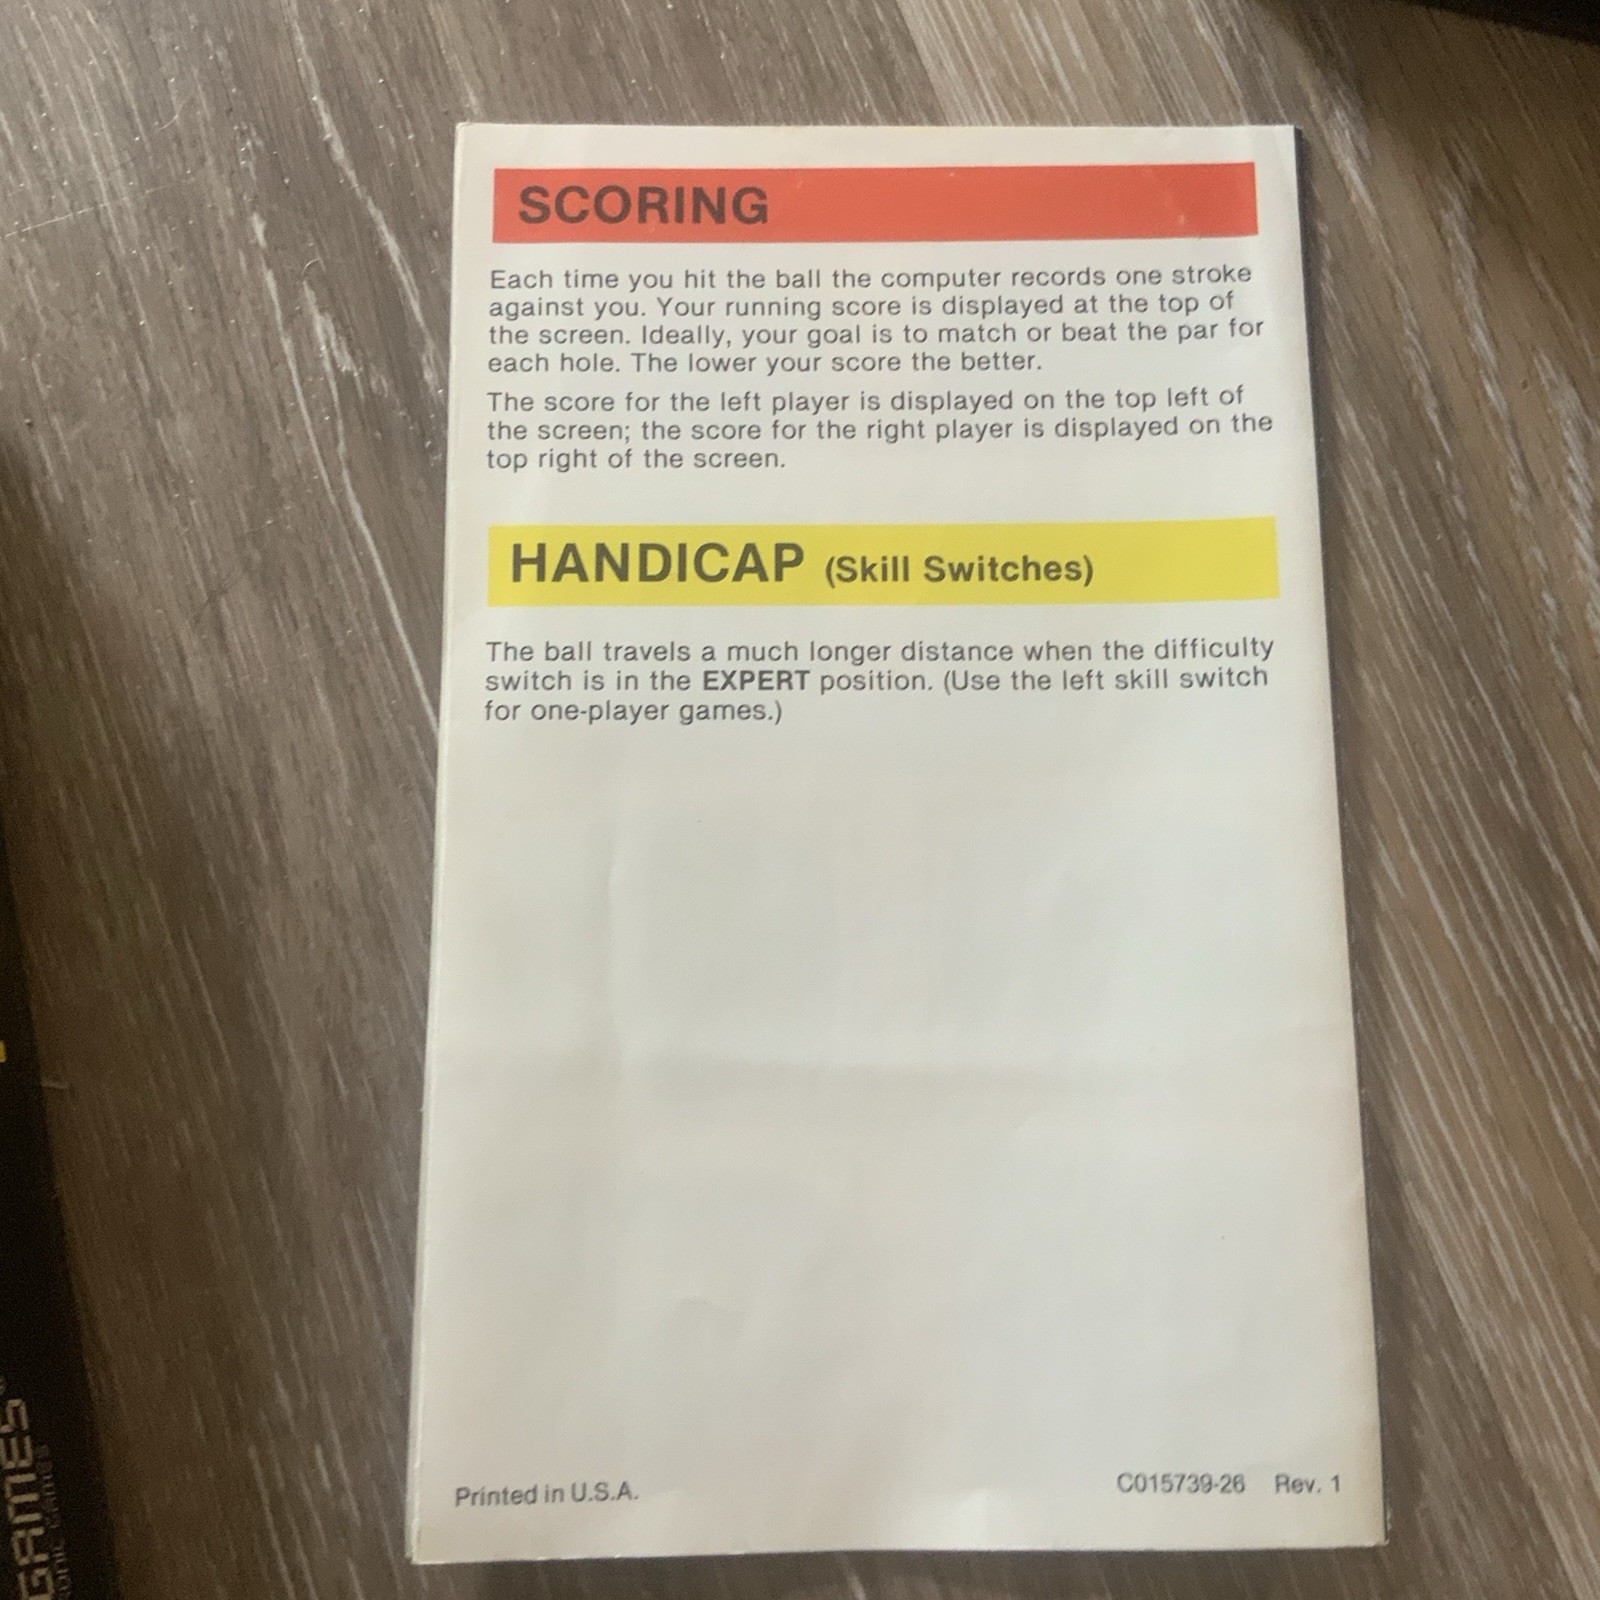 SCORING
Each time you hit the ball the computer records one stroke
against you. Your running score is displayed at the top of
the screen. Ideally, your goal is to match or beat the par for
each hole. The lower your score the better.
The score for the left player is displayed on the top left of
the screen; the score for the right player is displayed on the
top right of the screen.
HANDICAP (Skill Switches)
The ball travels a much longer distance when the difficulty
switch is in the EXPERT position. (Use the left skill switch
for one-player games.)
Printed in U.S.A.
C015739-26 Rev. 1
GAMES®
GAMES